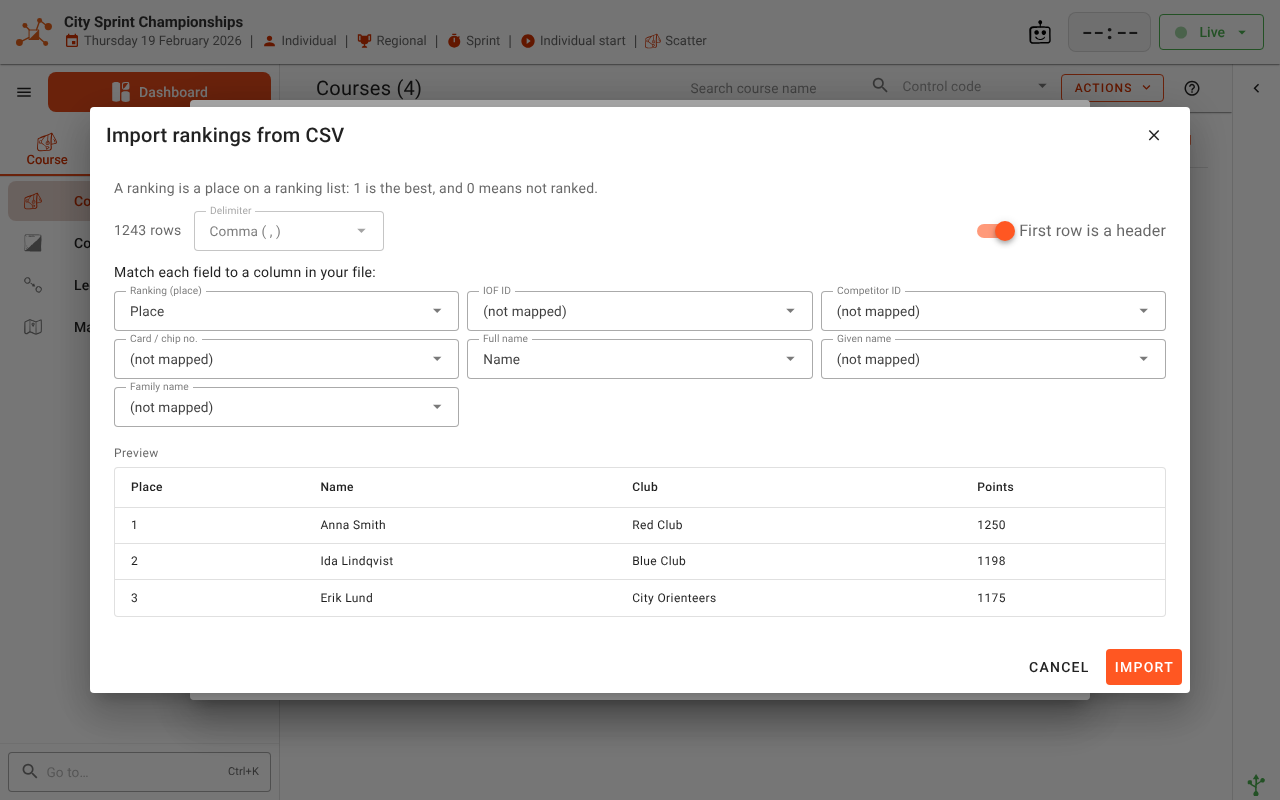 City Sprint Championships
Thursday 19 February 2026 | Individual | Regional | Sprint | Individual start | Scatter
--:--
Live
Dashboard
Courses (4)
Search course name
Control code
ACTIONS
Import rankings from CSV
Course
A ranking is a place on a ranking list: 1 is the best, and 0 means not ranked.
Co
Delimiter
1243 rows
Comma ( , )
First row is a header
Co
Match each field to a column in your file:
Le
Ranking (place)
Place
IOF ID
(not mapped)
Competitor ID
(not mapped)
Ma
Card / chip no.
(not mapped)
Full name
Name
Given name
(not mapped)
Family name
(not mapped)
Preview
Place Name Club Points
1 Anna Smith Red Club 1250
2 Ida Lindqvist Blue Club 1198
3 Erik Lund City Orienteers 1175
CANCEL
IMPORT
Go to...
Ctrl+K